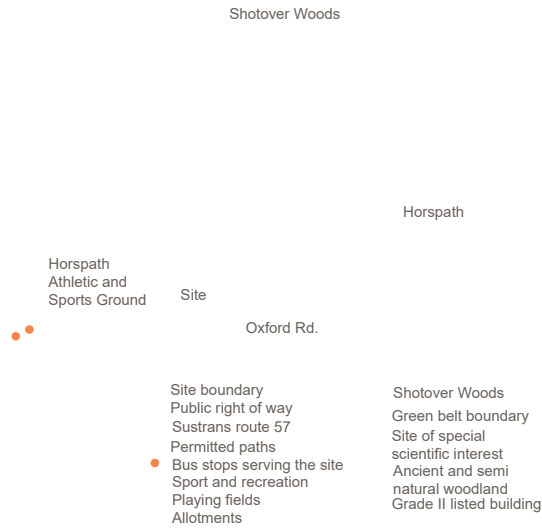 Shotover Woods
Horspath
Horspath
Athletic and
Sports Ground
Site
Oxford Rd.
Site boundary
Public right of way
Sustrans route 57
Permitted paths
Bus stops serving the site
Sport and recreation
Playing fields
Allotments
Shotover Woods
Green belt boundary
Site of special
scientific interest
Ancient and semi
natural woodland
Grade II listed building